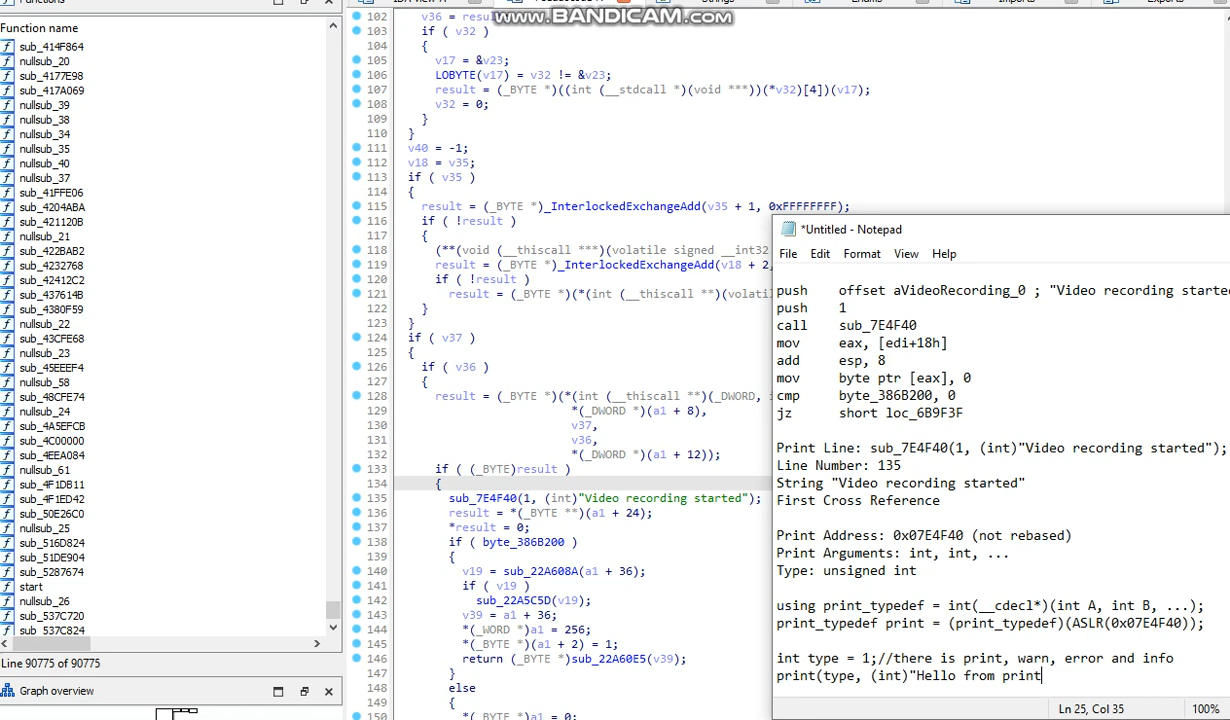 Functions
www.BANDICAM.com
Enums
Imports
Exports
Function name
sub_414F864
nullsub_20
sub_4177E98
sub_417A069
nullsub_39
nullsub_38
nullsub_34
nullsub_35
nullsub_40
nullsub_37
sub_41FFE06
sub_4204ABA
sub_421120B
nullsub_21
sub_422BAB2
sub_4232768
sub_42412C2
sub_437614B
sub_4380F59
nullsub_22
sub_43CFE68
nullsub_23
sub_45EEEF4
nullsub_58
sub_48CFE74
nullsub_24
sub_4A5EFCB
sub_4C00000
sub_4EEA084
nullsub_61
sub_4F1DB11
sub_4F1ED42
sub_50E26C0
nullsub_25
sub_516D824
sub_51DE904
sub_5287674
start
nullsub_26
sub_537C720
sub_537C824
Line 90775 of 90775
Graph overview
102 v36 = resul
103 if ( v32 )
104 {
105 v17 = &v23;
106 LOBYTE(v17) = v32 != &v23;
107 result = (_BYTE *)((int (__stdcall *)(void ***))(*v32)[4])(v17);
108 v32 = 0;
109 }
110 }
111 v40 = -1;
112 v18 = v35;
113 if ( v35 )
114 {
115 result = (_BYTE *)_InterlockedExchangeAdd(v35 + 1, 0xFFFFFFFF);
116 if ( !result )
117 {
118 (**(void (__thiscall ***)(volatile signed __int32
119 result = (_BYTE *)_InterlockedExchangeAdd(v18 + 2,
120 if ( !result )
121 result = (_BYTE *)(*(int (__thiscall **)(volati
122 }
123 }
124 if ( v37 )
125 {
126 if ( v36 )
127 {
128 result = (_BYTE *)(*(int (__thiscall **)(_DWORD,
129 *(_DWORD *)(a1 + 8),
130 v37,
131 v36,
132 *(_DWORD *)(a1 + 12));
133 if ( (_BYTE)result )
134 {
135 sub_7E4F40(1, (int)"Video recording started");
136 result = *(_BYTE **)(a1 + 24);
137 *result = 0;
138 if ( byte_386B200 )
139 {
140 v19 = sub_22A608A(a1 + 36);
141 if ( v19 )
142 sub_22A5C5D(v19);
143 v39 = a1 + 36;
144 *(_WORD *)a1 = 256;
145 *(_BYTE *)(a1 + 2) = 1;
146 return (_BYTE *)sub_22A60E5(v39);
147 }
148 else
149 {
150 *(_BYTE *)a1 = 0;
*Untitled - Notepad
File Edit Format View Help
push offset aVideoRecording_0 ; "Video recording starte
push 1
call sub_7E4F40
mov eax, [edi+18h]
add esp, 8
mov byte ptr [eax], 0
cmp byte_386B200, 0
jz short loc_6B9F3F
Print Line: sub_7E4F40(1, (int)"Video recording started");
Line Number: 135
String "Video recording started"
First Cross Reference
Print Address: 0x07E4F40 (not rebased)
Print Arguments: int, int, ...
Type: unsigned int
using print_typedef = int(__cdecl*)(int A, int B, ...);
print_typedef print = (print_typedef)(ASLR(0x07E4F40));
int type = 1;//there is print, warn, error and info
print(type, (int)"Hello from print
Ln 25, Col 35 100%